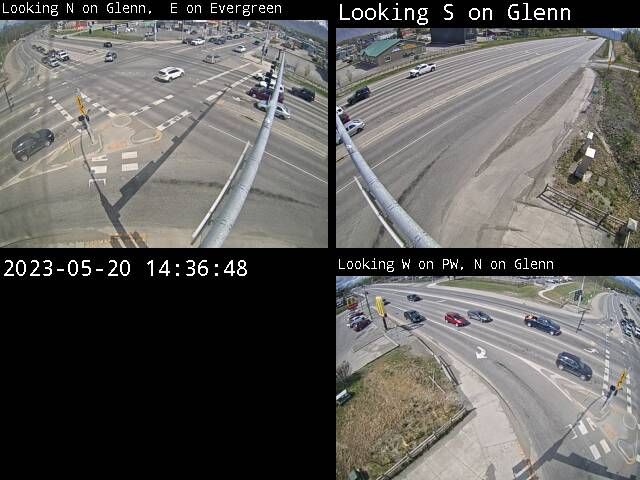 Looking N on Glenn,  E on Evergreen
Looking S on Glenn
2023-05-20 14:36:48
Looking W on PW, N on Glenn